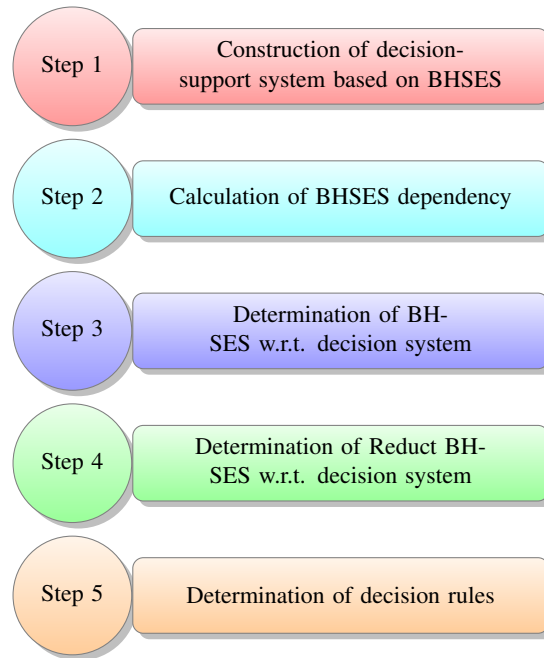 Step 1
Construction of decision-
support system based on BHSES
Step 2
Calculation of BHSES dependency
Step 3
Determination of BH-
SES w.r.t. decision system
Step 4
Determination of Reduct BH-
SES w.r.t. decision system
Step 5
Determination of decision rules